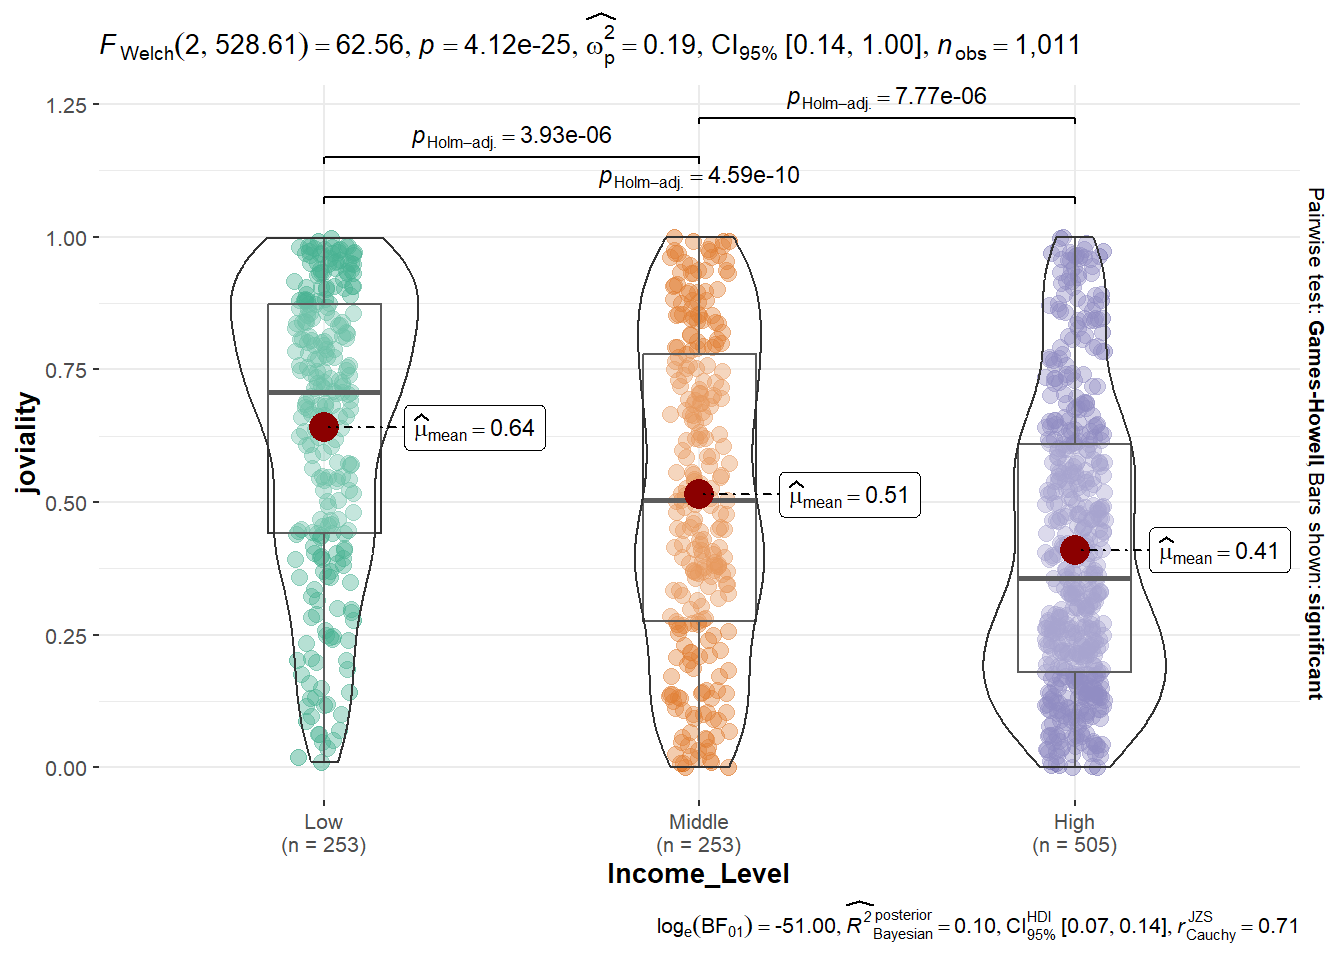 F Welch(2, 528.61) = 62.56, p = 4.12e-25, ω̂²p = 0.19, CI95% [0.14, 1.00], nobs = 1,011
1.25
pHolm−adj. = 7.77e-06
pHolm−adj. = 3.93e-06
pHolm−adj. = 4.59e-10
1.00
0.75
0.50
0.25
0.00
joviality
μ̂mean = 0.64
μ̂mean = 0.51
μ̂mean = 0.41
Pairwise test: Games-Howell, Bars shown: significant
Low
(n = 253)
Middle
(n = 253)
High
(n = 505)
Income_Level
loge(BF01) = -51.00, R̂² posterior Bayesian = 0.10, CI HDI 95% [0.07, 0.14], r JZS Cauchy = 0.71